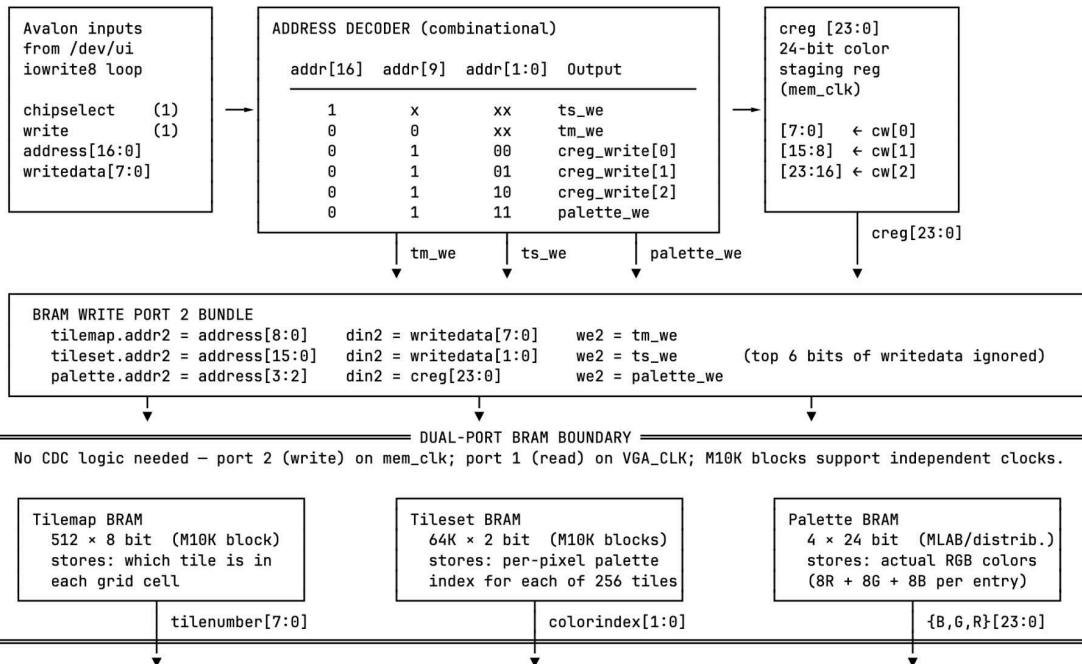 Avalon inputs
from /dev/ui
iowrite8 loop
chipselect (1)
write (1)
address[16:0]
writedata[7:0]
ADDRESS DECODER (combinational)
addr[16] addr[9] addr[1:0] Output
1 x xx ts_we
0 0 xx tm_we
0 1 00 creg_write[0]
0 1 01 creg_write[1]
0 1 10 creg_write[2]
0 1 11 palette_we
creg [23:0]
24-bit color
staging reg
(mem_clk)
[7:0] ← cw[0]
[15:8] ← cw[1]
[23:16] ← cw[2]
tm_we ts_we palette_we creg[23:0]
BRAM WRITE PORT 2 BUNDLE
tilemap.addr2 = address[8:0] din2 = writedata[7:0] we2 = tm_we
tileset.addr2 = address[15:0] din2 = writedata[1:0] we2 = ts_we (top 6 bits of writedata ignored)
palette.addr2 = address[3:2] din2 = creg[23:0] we2 = palette_we
DUAL-PORT BRAM BOUNDARY
No CDC logic needed — port 2 (write) on mem_clk; port 1 (read) on VGA_CLK; M10K blocks support independent clocks.
Tilemap BRAM
512 × 8 bit (M10K block)
stores: which tile is in
each grid cell
Tileset BRAM
64K × 2 bit (M10K blocks)
stores: per-pixel palette
index for each of 256 tiles
Palette BRAM
4 × 24 bit (MLAB/distrib.)
stores: actual RGB colors
(8R + 8G + 8B per entry)
tilenumber[7:0] colorindex[1:0] {B,G,R}[23:0]